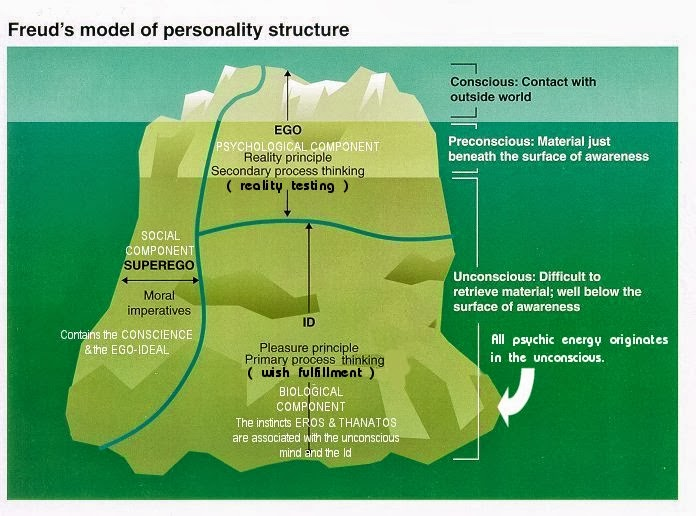 Freud's model of personality structure
Conscious: Contact with
outside world
EGO
PSYCHOLOGICAL COMPONENT
Reality principle
Secondary process thinking
( reality testing )
Preconscious: Material just
beneath the surface of awareness
SOCIAL
COMPONENT
SUPEREGO
Moral
imperatives
Contains the CONSCIENCE
&the EGO-IDEAL
Unconscious: Difficult to
retrieve material; well below the
surface of awareness
ID
Pleasure principle
Primary process thinking
( wish fulfillment )
BIOLOGICAL
COMPONENT
The instincts EROS & THANATOS
are associated with the unconscious
mind and the Id
All psychic energy originates
in the unconscious.